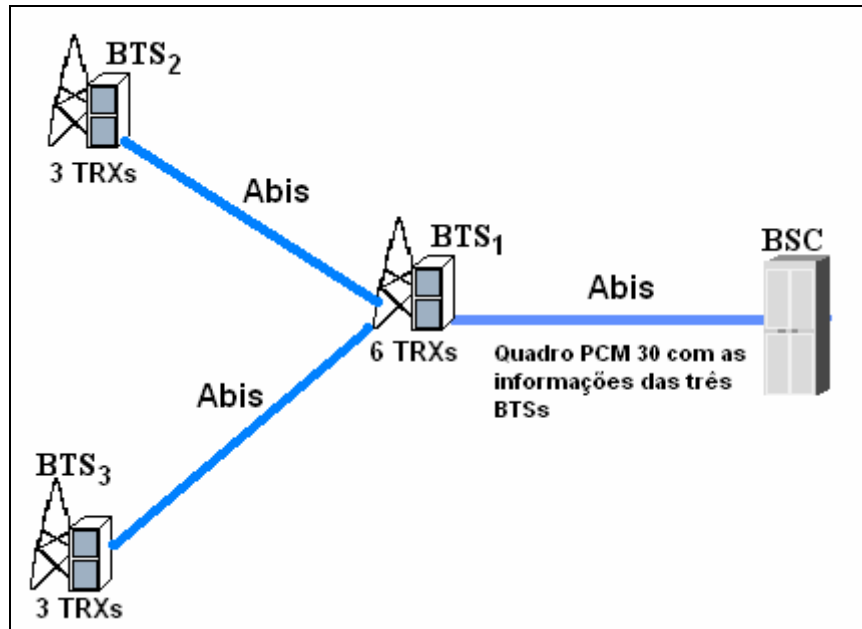 BTS₂
3 TRXs
Abis
BTS₁
6 TRXs
Abis
BSC
Quadro PCM 30 com as
informações das três
BTSs
Abis
BTS₃
3 TRXs